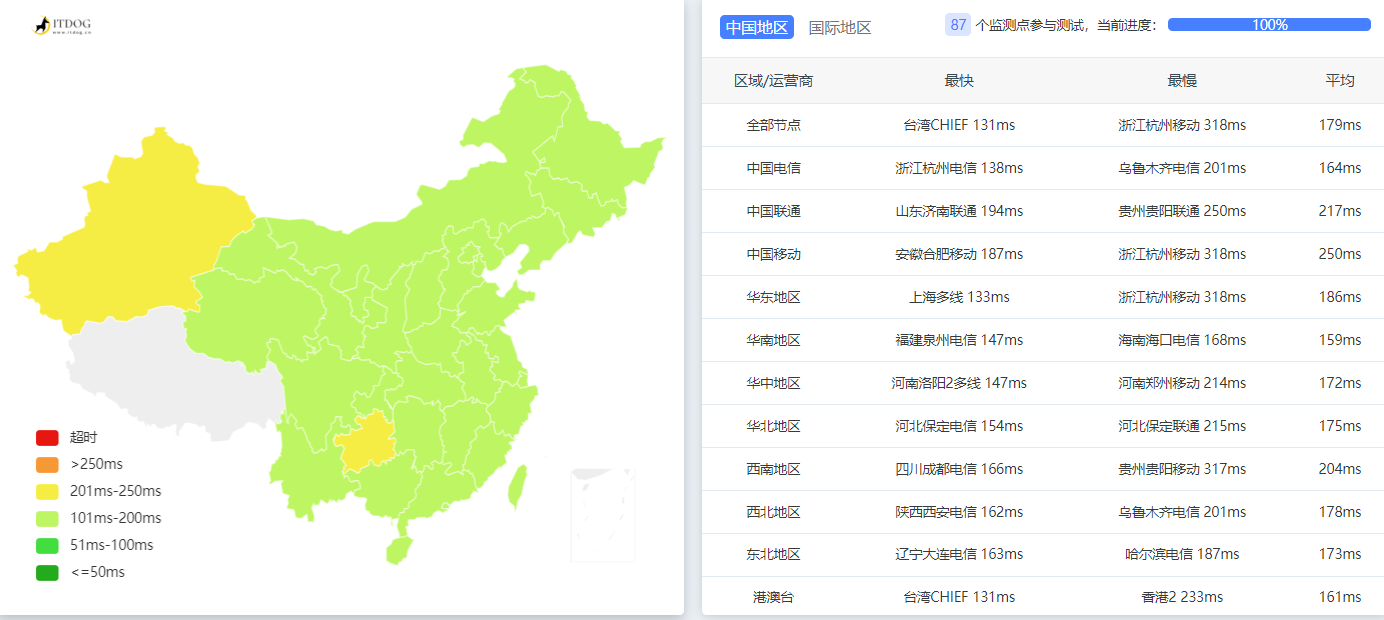 ITDOG
www.itdog.cn
超时
>250ms
201ms-250ms
101ms-200ms
51ms-100ms
<=50ms
中国地区 国际地区 87 个监测点参与测试，当前进度： 100%
区域/运营商 最快 最慢 平均
全部节点 台湾CHIEF 131ms 浙江杭州移动 318ms 179ms
中国电信 浙江杭州电信 138ms 乌鲁木齐电信 201ms 164ms
中国联通 山东济南联通 194ms 贵州贵阳联通 250ms 217ms
中国移动 安徽合肥移动 187ms 浙江杭州移动 318ms 250ms
华东地区 上海多线 133ms 浙江杭州移动 318ms 186ms
华南地区 福建泉州电信 147ms 海南海口电信 168ms 159ms
华中地区 河南洛阳2多线 147ms 河南郑州移动 214ms 172ms
华北地区 河北保定电信 154ms 河北保定联通 215ms 175ms
西南地区 四川成都电信 166ms 贵州贵阳移动 317ms 204ms
西北地区 陕西西安电信 162ms 乌鲁木齐电信 201ms 178ms
东北地区 辽宁大连电信 163ms 哈尔滨电信 187ms 173ms
港澳台 台湾CHIEF 131ms 香港2 233ms 161ms